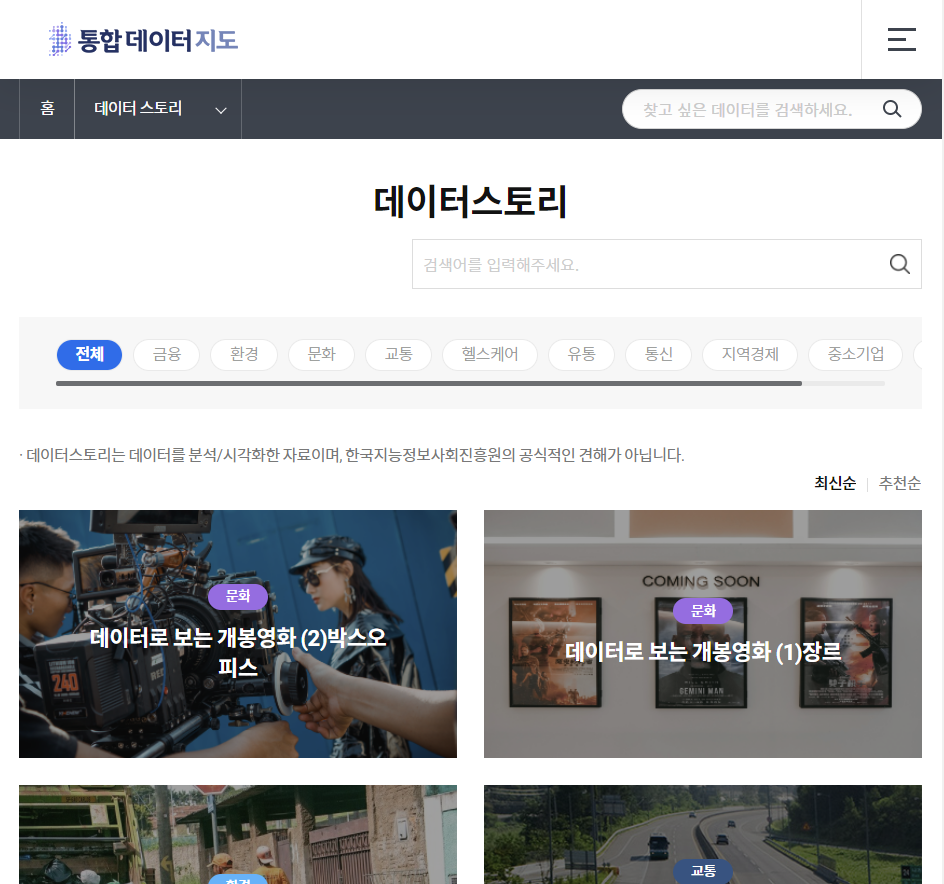 통합 데이터 지도
홈
데이터 스토리
찾고 싶은 데이터를 검색하세요.
데이터스토리
검색어를 입력해주세요.
전체
금융
환경
문화
교통
헬스케어
유통
통신
지역경제
중소기업
· 데이터스토리는 데이터를 분석/시각화한 자료이며, 한국지능정보사회진흥원의 공식적인 견해가 아닙니다.
최신순
추천순
문화
데이터로 보는 개봉영화 (2)박스오
피스
240
RED
COMING SOON
문화
데이터로 보는 개봉영화 (1)장르
GEMINI MAN
환경
교통